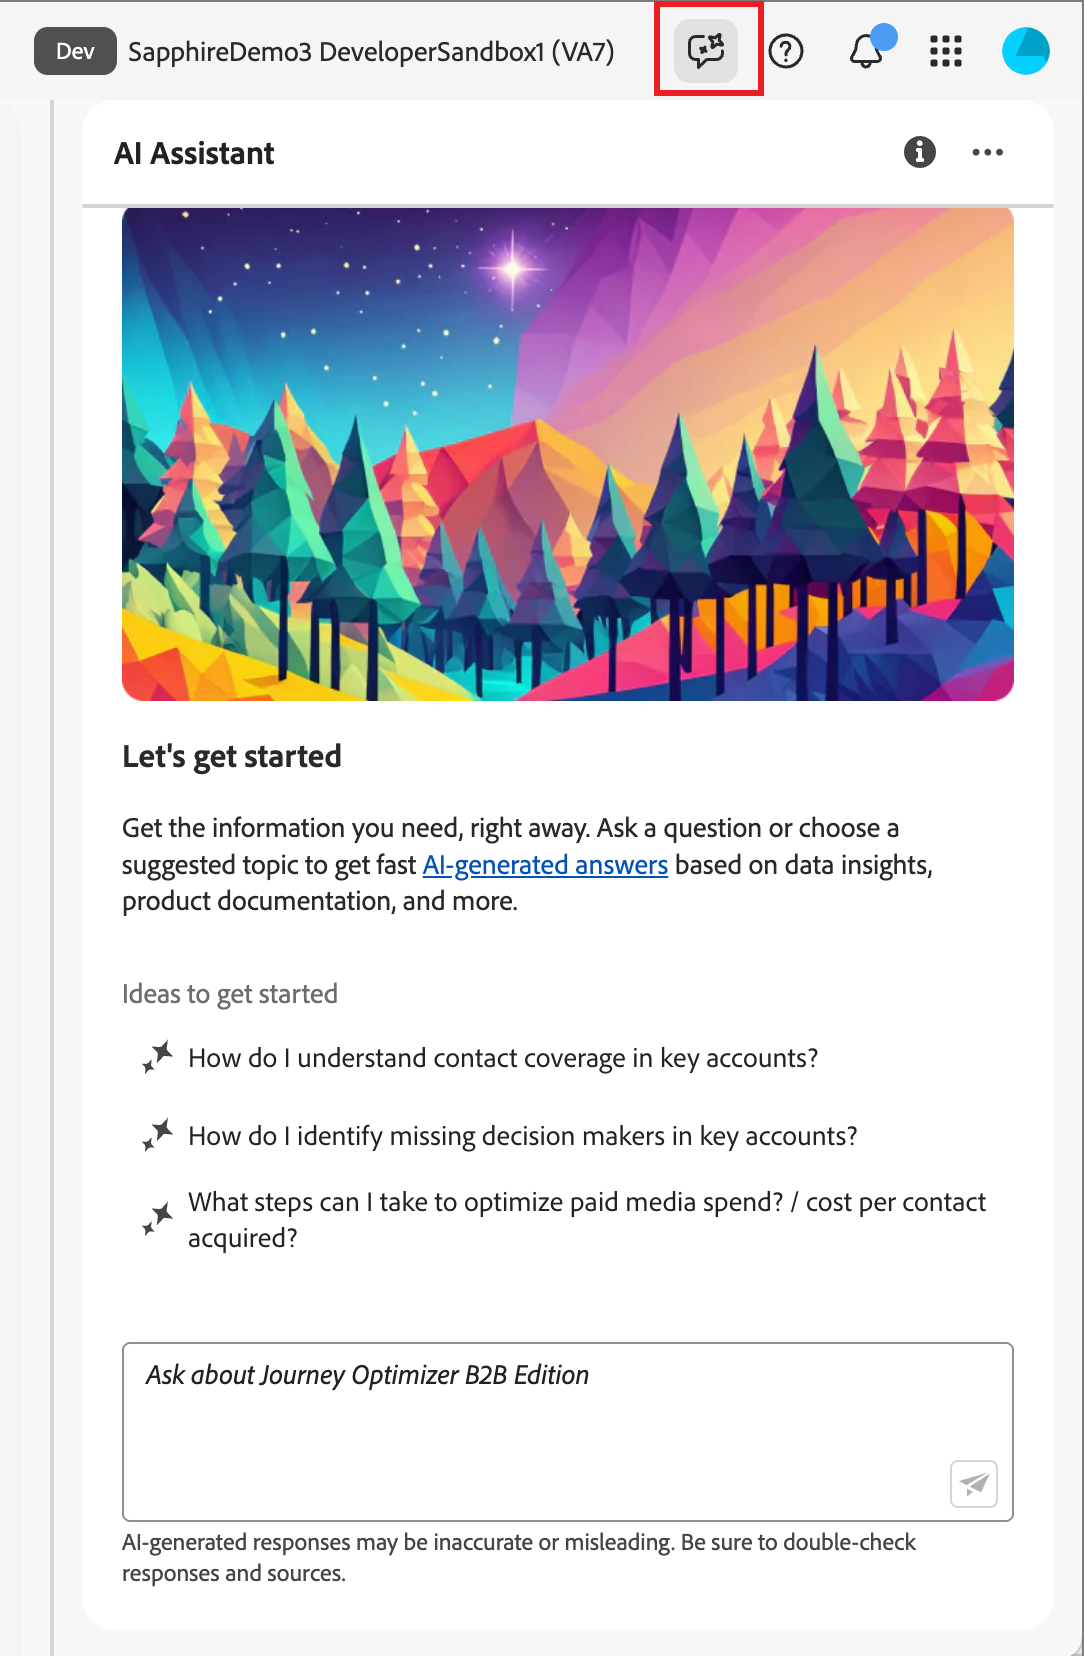 Dev SapphireDemo3 DeveloperSandbox1 (VA7)
AI Assistant
Let's get started
Get the information you need, right away. Ask a question or choose a
suggested topic to get fast AI-generated answers based on data insights,
product documentation, and more.
Ideas to get started
How do I understand contact coverage in key accounts?
How do I identify missing decision makers in key accounts?
What steps can I take to optimize paid media spend? / cost per contact
acquired?
Ask about Journey Optimizer B2B Edition
AI-generated responses may be inaccurate or misleading. Be sure to double-check
responses and sources.